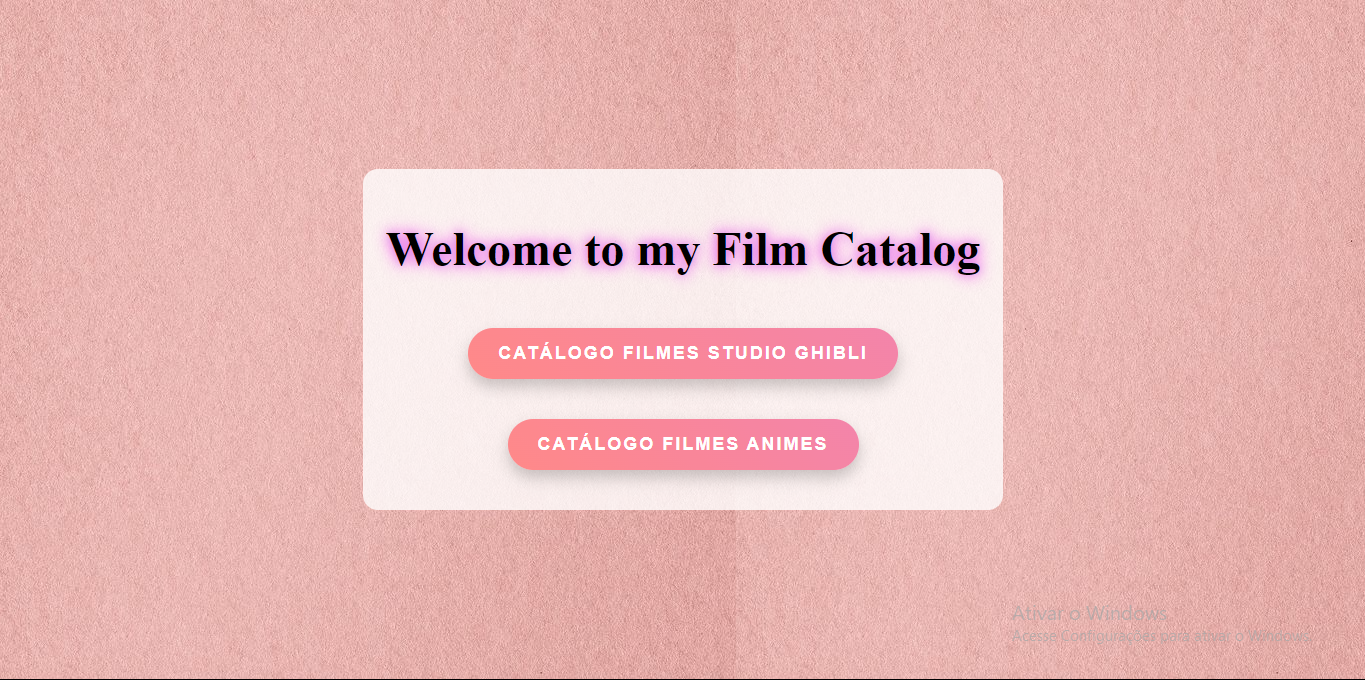 Welcome to my Film Catalog
CATÁLOGO FILMES STUDIO GHIBLI
CATÁLOGO FILMES ANIMES
Ativar o Windows
Acesse Configurações para ativar o Windows.